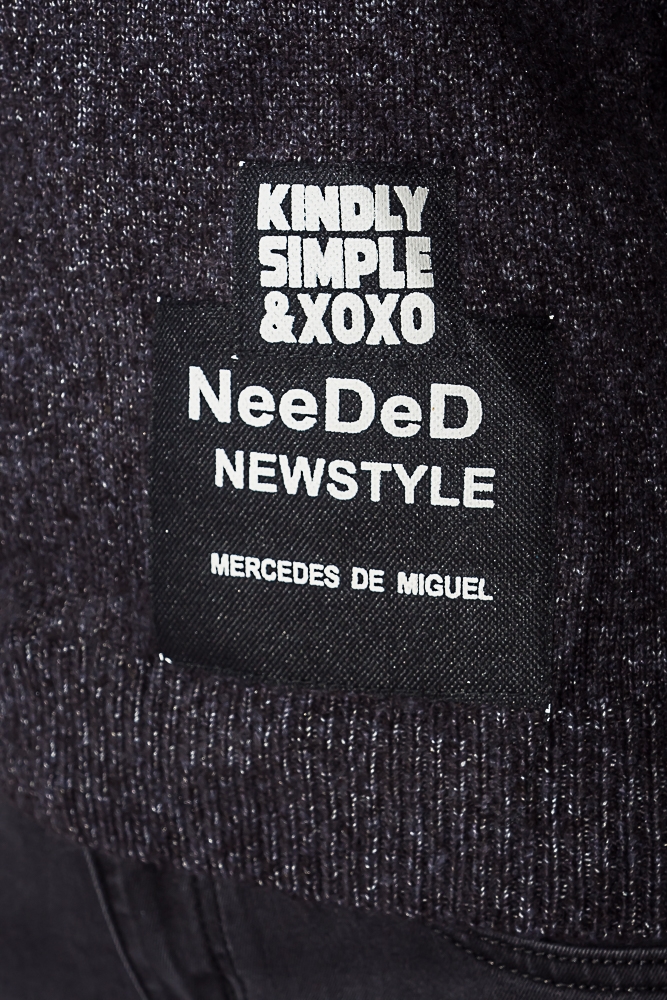 KINDLY
SIMPLE
&XOXO
NeeDeD
NEWSTYLE
MERCEDES DE MIGUEL